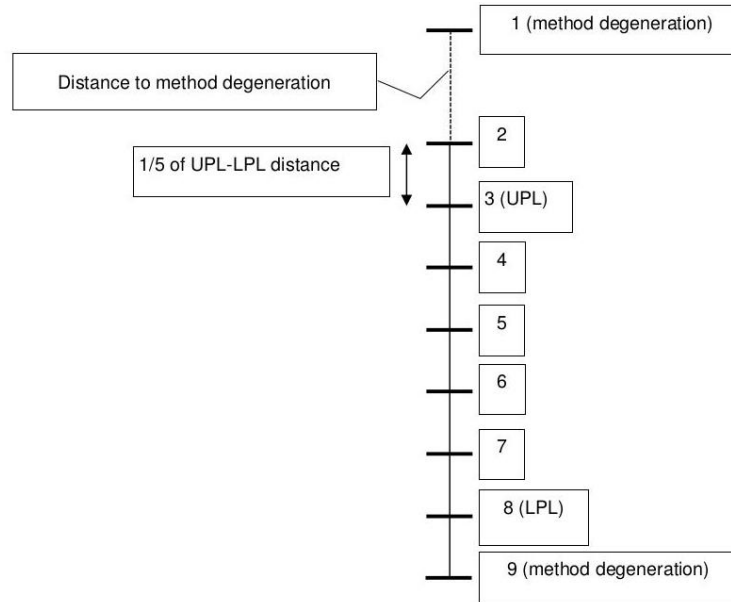 1 (method degeneration)
Distance to method degeneration
2
1/5 of UPL-LPL distance
3 (UPL)
4
5
6
7
8 (LPL)
9 (method degeneration)